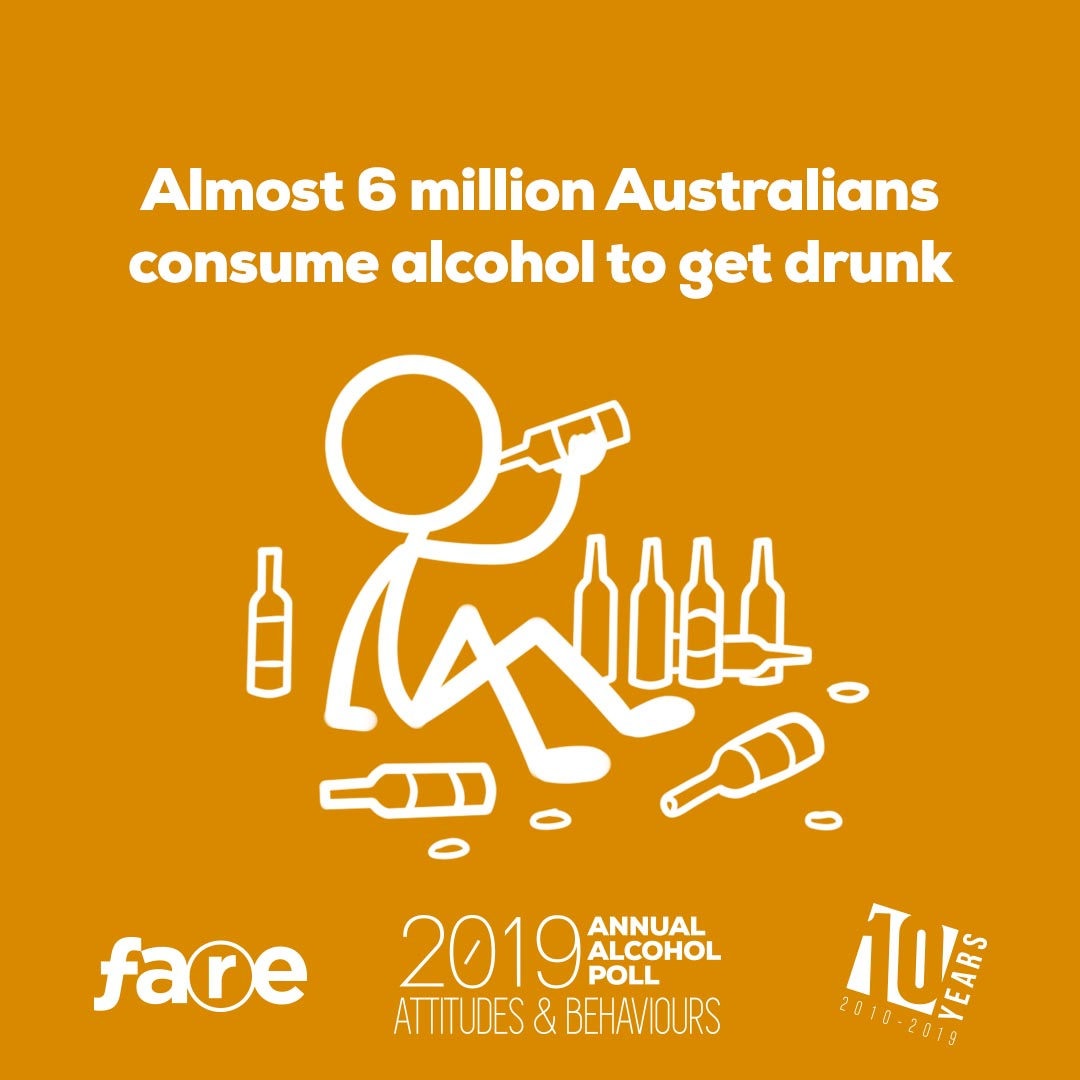 Almost 6 million Australians
consume alcohol to get drunk
fare
2019 ANNUAL
ALCOHOL
POLL
ATTITUDES & BEHAVIOURS
10
YEARS
2010-2019